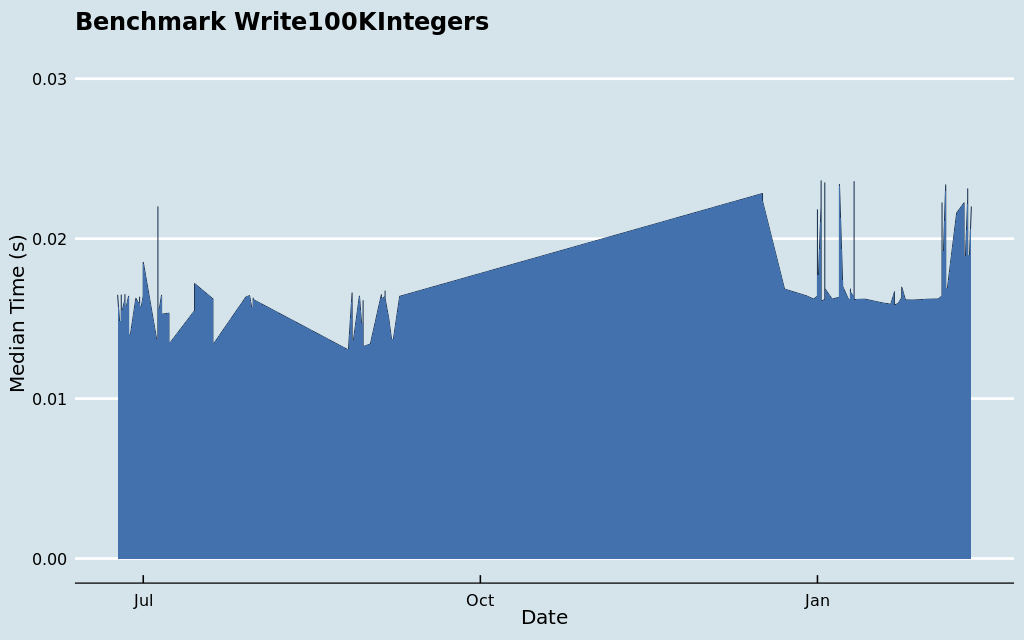 Benchmark Write100KIntegers
Median Time (s)
0.03
0.02
0.01
0.00
Jul
Oct
Jan
Date